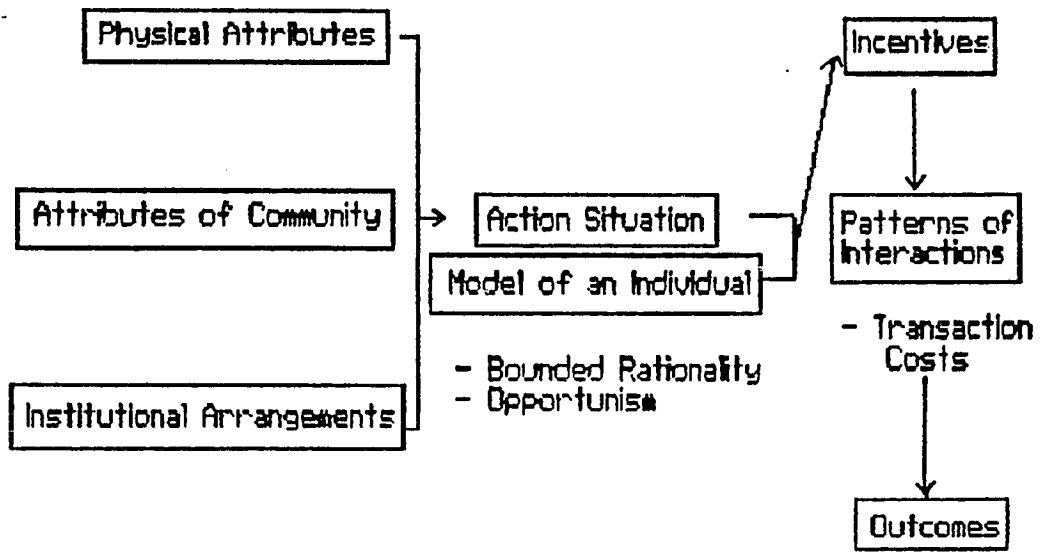 Physical Attributes
Attributes of Community
Institutional Arrangements
Action Situation
Model of an Individual
- Bounded Rationality
- Opportunism
Incentives
Patterns of
Interactions
- Transaction
Costs
Outcomes